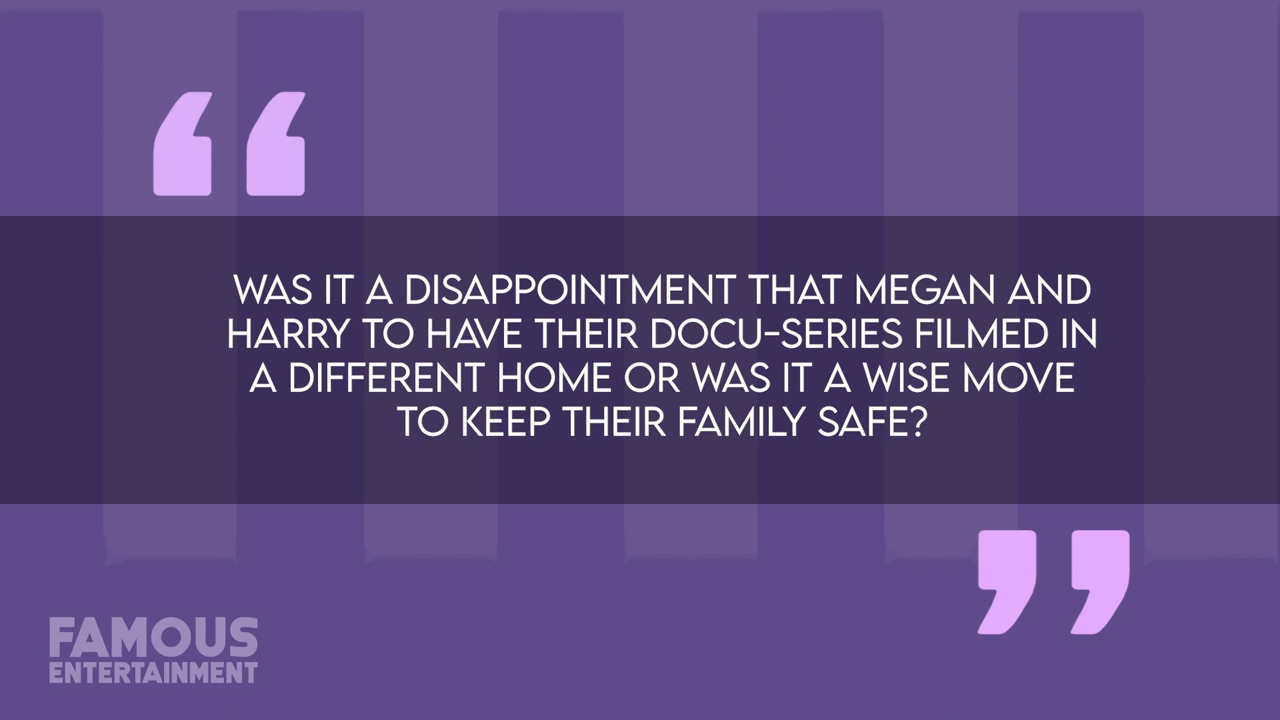 WAS IT A DISAPPOINTMENT THAT MEGAN AND
HARRY TO HAVE THEIR DOCU-SERIES FILMED IN
A DIFFERENT HOME OR WAS IT A WISE MOVE
TO KEEP THEIR FAMILY SAFE?
FAMOUS
ENTERTAINMENT